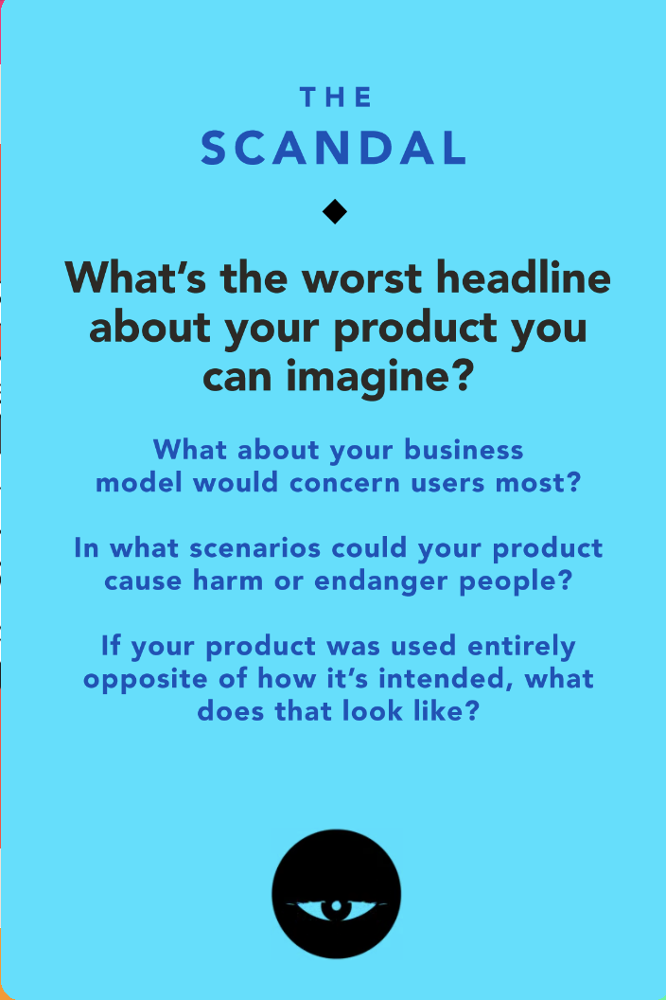 THE
SCANDAL
What’s the worst headline
about your product you
can imagine?
What about your business
model would concern users most?
In what scenarios could your product
cause harm or endanger people?
If your product was used entirely
opposite of how it’s intended, what
does that look like?